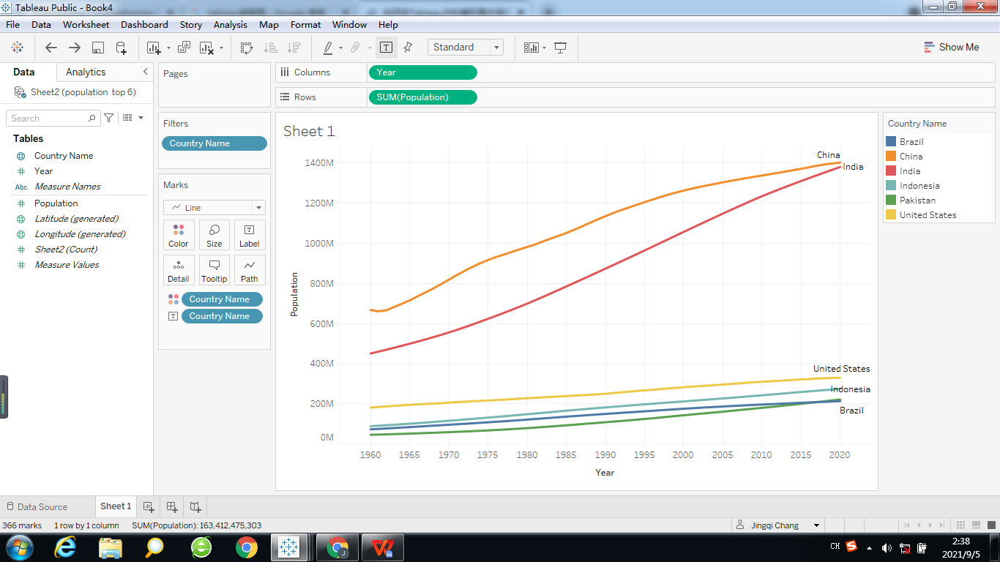 Tableau Public - Book4
File Data Worksheet Dashboard Story Analysis Map Format Window Help
Standard
Show Me
Data Analytics
Sheet2 (population top 6)
Search
Tables
Country Name
Year
Abc Measure Names
Population
Latitude (generated)
Longitude (generated)
Sheet2 (Count)
Measure Values
Pages
Filters
Country Name
Marks
Line
Color Size Label
Detail Tooltip Path
Country Name
T Country Name
Columns Year
Rows SUM(Population)
Sheet 1
1400M
1200M
1000M
800M
600M
400M
200M
0M
Population
China
India
United States
Indonesia
Brazil
1960 1965 1970 1975 1980 1985 1990 1995 2000 2005 2010 2015 2020
Year
Country Name
Brazil
China
India
Indonesia
Pakistan
United States
Data Source Sheet 1
366 marks 1 row by 1 column SUM(Population): 163,412,475,303 Jingqi Chang
CH 2:38
2021/9/5